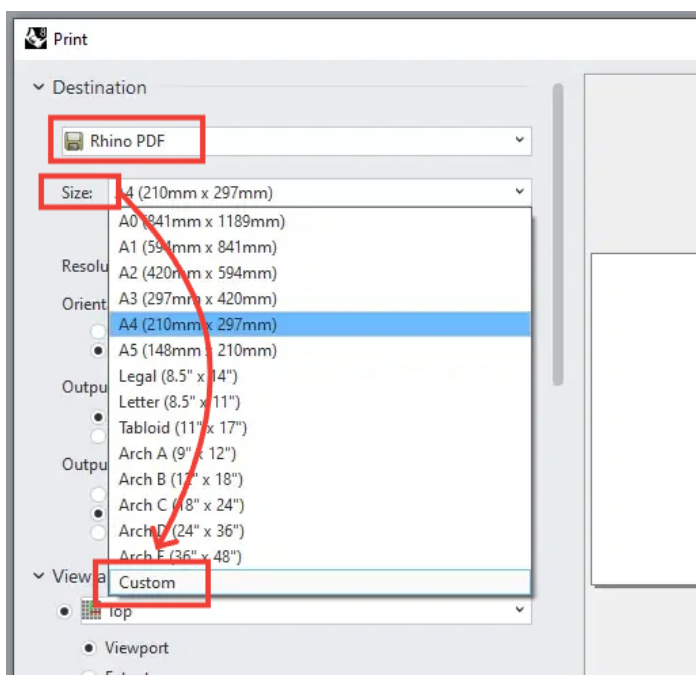 Print
Destination
Rhino PDF
Size: A4 (210mm x 297mm)
A0 (841mm x 1189mm)
A1 (594mm x 841mm)
A2 (420mm x 594mm)
Resolu
A3 (297mm x 420mm)
Orient
A4 (210mm x 297mm)
A5 (148mm x 210mm)
Legal (8.5" x 14")
Outpu
Letter (8.5" x 11")
Tabloid (11" x 17")
Arch A (9" x 12")
Outpu
Arch B (12" x 18")
Arch C (18" x 24")
Arch D (24" x 36")
Arch E (36" x 48")
View a
Custom
Top
Viewport